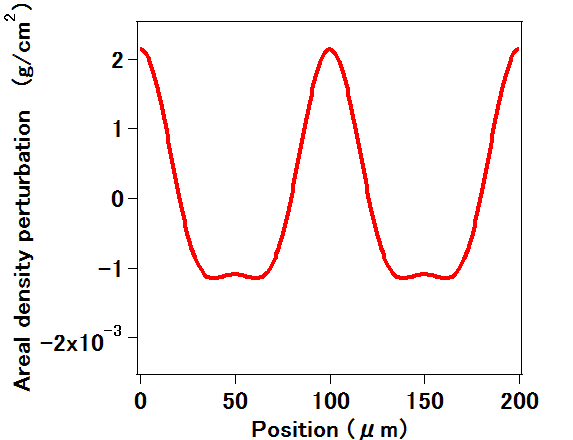 Areal density perturbation (g/cm²)
2
1
0
-1
-2x10⁻³
0 50 100 150 200
Position (μm)